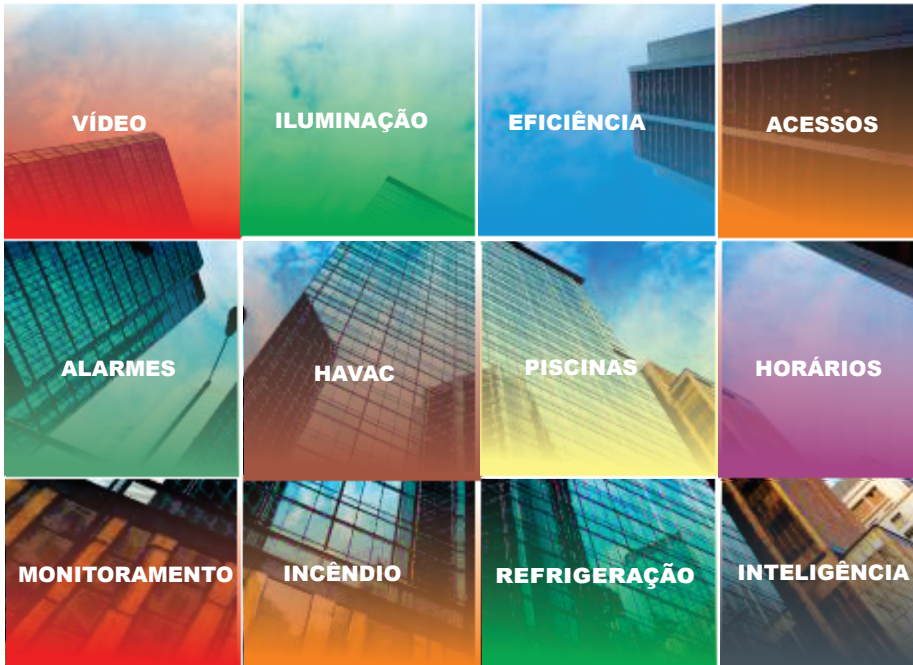 VÍDEO
ILUMINAÇÃO
EFICIÊNCIA
ACESSOS
ALARMES
HAVAC
PISCINAS
HORÁRIOS
MONITORAMENTO
INCÊNDIO
REFRIGERAÇÃO
INTELIGÊNCIA